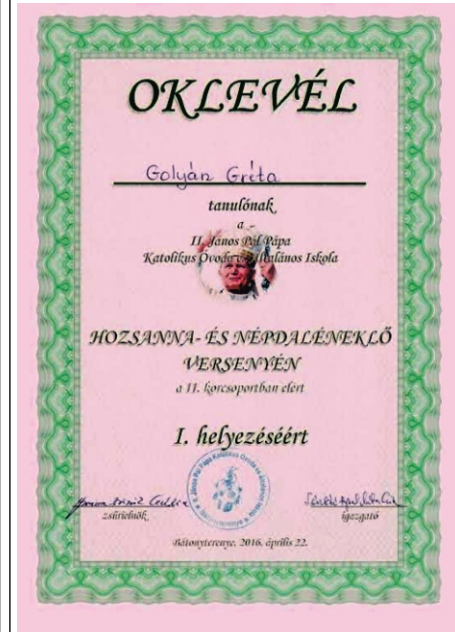 OKLEVÉL
Golyán Gréta
tanulónak
a
II. János Pál Pápa
Katolikus Óvoda és Általános Iskola
HOZSANNA- ÉS NÉPDALÉNEKLŐ
VERSENYÉN
a II. korcsoportban elért
I. helyezéséért
zsűrielnök
igazgató
Bátonyterenye, 2016. április 22.